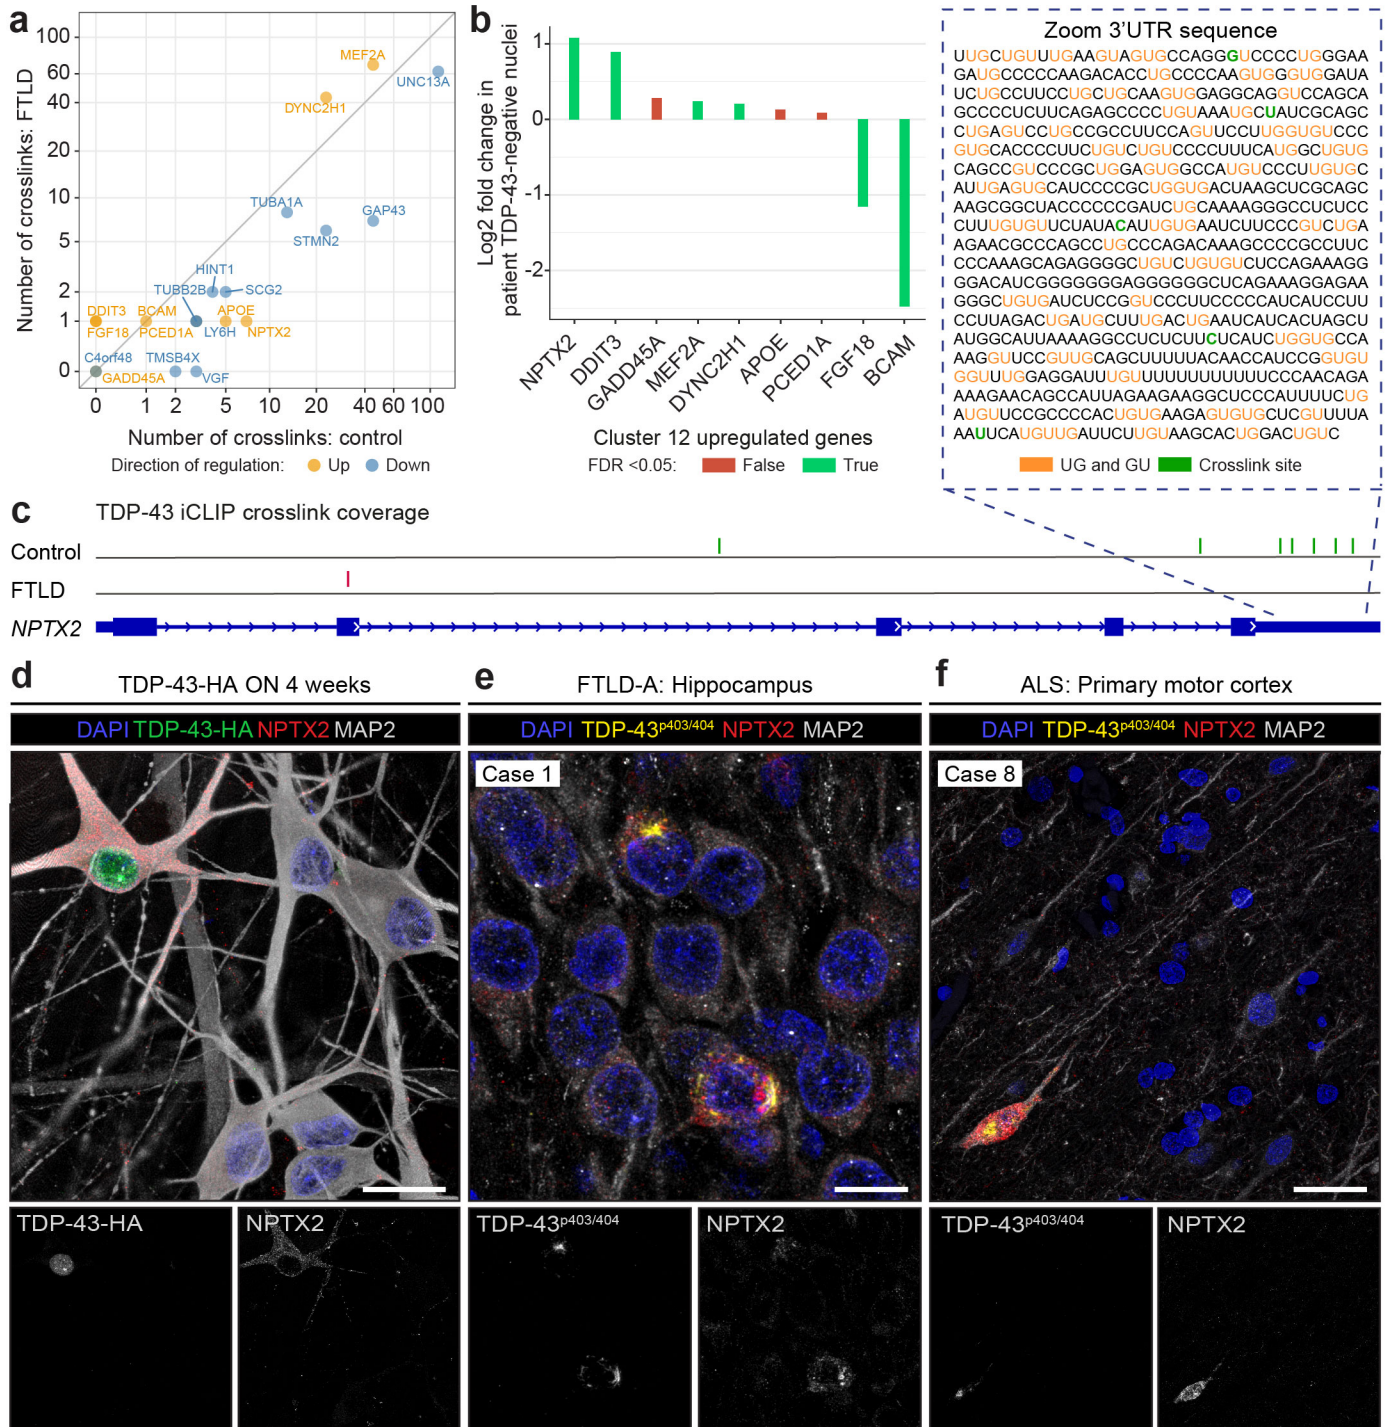 a
Number of crosslinks: FTLD
100
60
40
20
10
5
2
1
0
MEF2A
UNC13A
DYNC2H1
TUBA1A
GAP43
STMN2
HINT1
TUBB2B
SCG2
DDIT3
BCAM
APOE
FGF18
PCED1A
LY6H
NPTX2
C4orf48
TMSB4X
GADD45A
VGF
0 1 2 5 10 20 40 60 100
Number of crosslinks: control
Direction of regulation: Up Down
b
Log2 fold change in
patient TDP-43-negative nuclei
1
0
-1
-2
NPTX2
DDIT3
GADD45A
MEF2A
DYNC2H1
APOE
PCED1A
FGF18
BCAM
Cluster 12 upregulated genes
FDR <0.05: False True
Zoom 3'UTR sequence
UUGCUGUUUGAAGUAGUGCCAGGGUCCCCUGGGAA
GAUGCCCCCAAGACACCUGCCCCAAGUGGGUGGAUA
UCUGCCUUCCUGCUGCAAGUGGAGGCAGGUCCAGCA
GCCCCUCUUCAGAGCCCCUGUAAAUGCUAUCGCAGC
CUGAGUCCUGCCGCCUUCCAGUUCCUUGGUGUCCC
GUGCACCCCUUCUGUCUGUCCCCUUUCAUGGCUGUG
CAGCCGUCCCGCUGGAGUGGCCAUGUCCCUUGUGC
AUUGAGUGCAUCCCCGCUGGUGACUAAGCUCGCAGC
AAGCGGCUACCCCCCGAUCUGCAAAAGGGCCUCUCC
CUUUGUGUUCUAUACAUUGUGAAUCUUCCCGUCUGA
AGAACGCCCAGCCUGCCCAGACAAAGCCCCGCCUUC
CCCAAAGCAGAGGGGCUGUCUGUGUCUCCAGAAAGG
GGACAUCGGGGGGGAGGGGGGCUCAGAAAGGAGAA
GGGCUGUGAUCUCCGGUCCCUUCCCCCAUCAUCCUU
CCUUAGACUGAUGCUUUGACUGAAUCAUCACUAGCU
AUGGCAUUAAAAGGCCUCUCUUCUCAUCUGGUGCCA
AAGGUUCCGUUGCAGCUUUUUACAACCAUCCGGUGU
GGUUUGGAGGAUUUGUUUUUUUUUUUCCCAACAGA
AAAGAACAGCCAUUAGAAGAAGGCUCCCAUUUUCUG
AUGUUCCGCCCCACUGUGAAGAGUGUGCUCGUUUUA
AAUUCAUGUUGAUUCUUGUAAGCACUGGACUGUC
UG and GU Crosslink site
c
TDP-43 iCLIP crosslink coverage
Control
FTLD
NPTX2
d
TDP-43-HA ON 4 weeks
DAPI TDP-43-HA NPTX2 MAP2
TDP-43-HA
NPTX2
e
FTLD-A: Hippocampus
DAPI TDP-43p403/404 NPTX2 MAP2
Case 1
TDP-43p403/404
NPTX2
f
ALS: Primary motor cortex
DAPI TDP-43p403/404 NPTX2 MAP2
Case 8
TDP-43p403/404
NPTX2